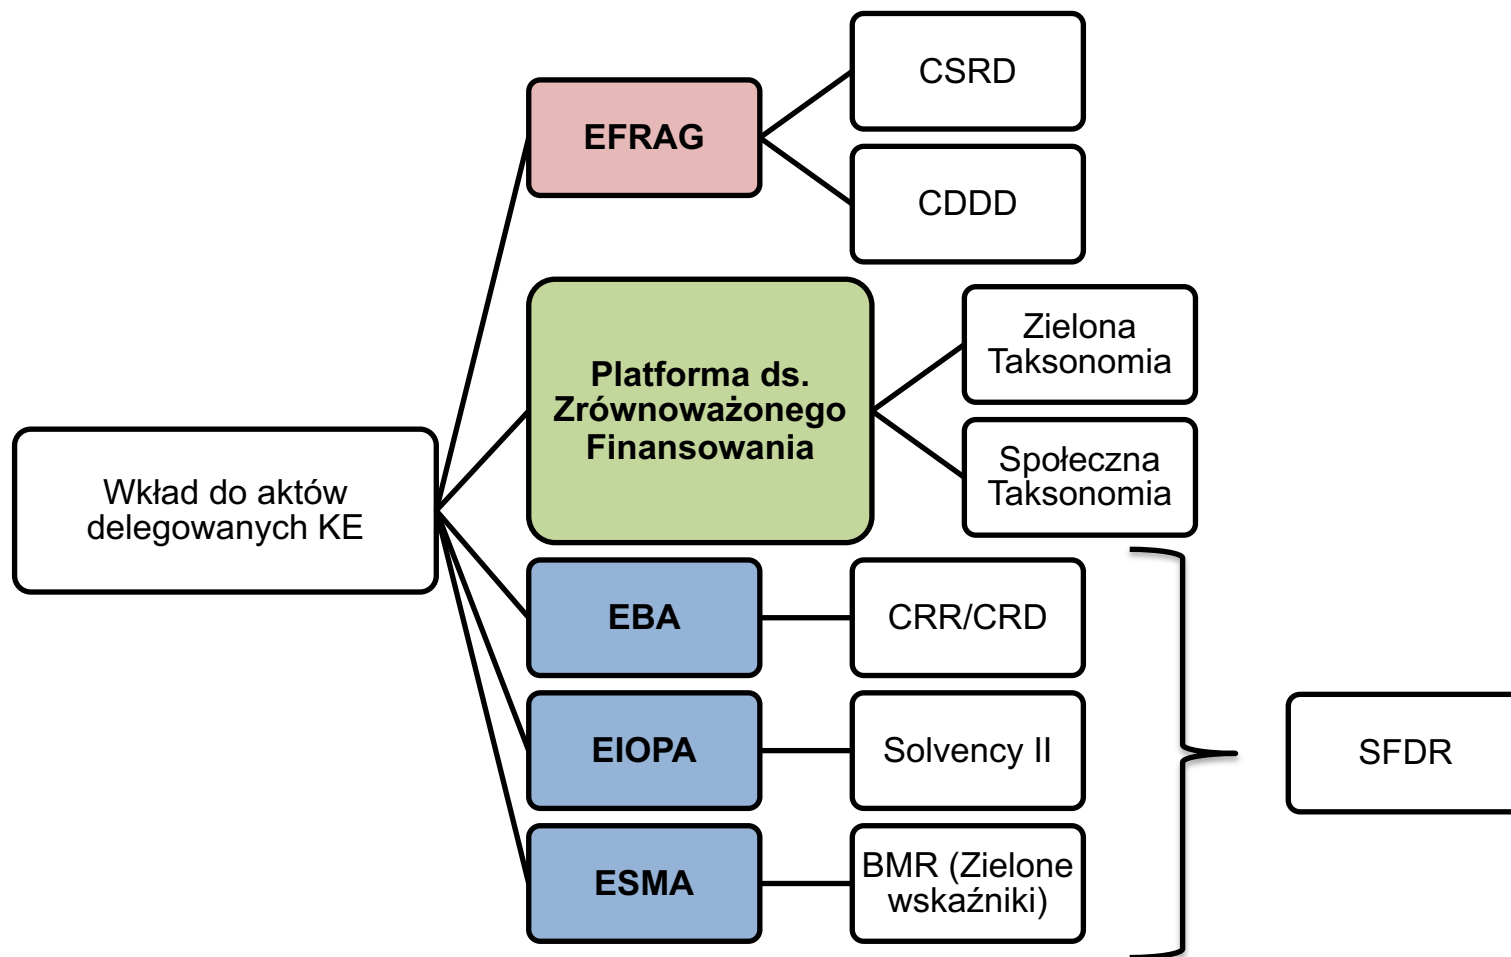 Wkład do aktów
delegowanych KE
EFRAG
CSRD
CDDD
Platforma ds.
Zrównoważonego
Finansowania
Zielona
Taksonomia
Społeczna
Taksonomia
EBA
CRR/CRD
EIOPA
Solvency II
ESMA
BMR (Zielone
wskaźniki)
SFDR